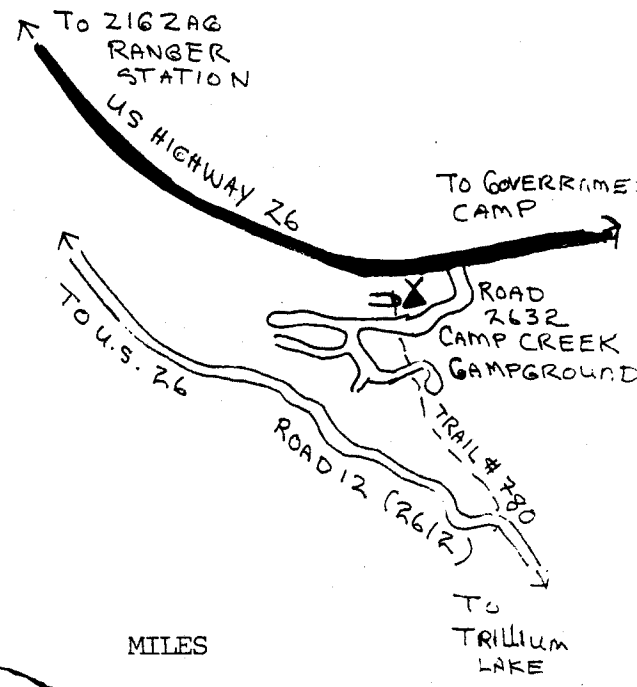 TO ZIGZAG
RANGER
STATION
US HIGHWAY 26
TO GOVERNME
CAMP
ROAD
2632
CAMP CREEK
CAMPGROUND
TO U.S. 26
ROAD 12 (2612)
TRAIL # 780
TO
TRILLIUM
LAKE
MILES